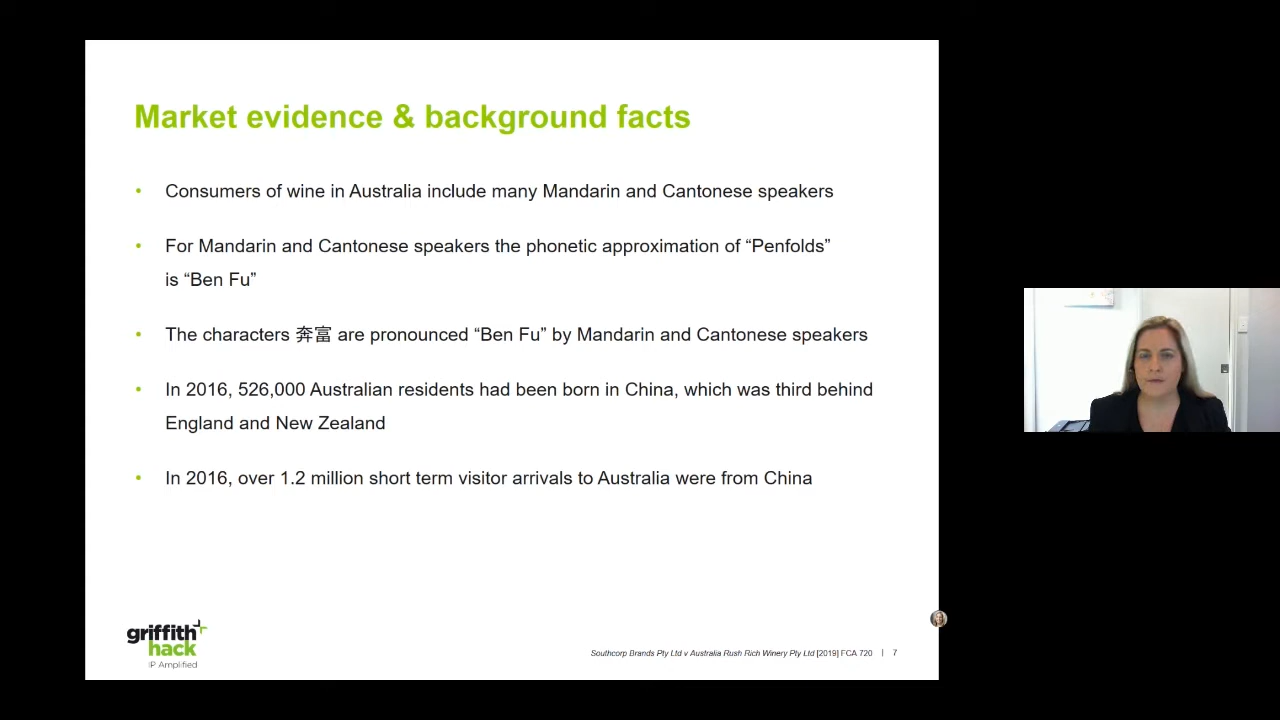 Market evidence & background facts
• Consumers of wine in Australia include many Mandarin and Cantonese speakers
• For Mandarin and Cantonese speakers the phonetic approximation of “Penfolds”
is “Ben Fu”
• The characters 奔富 are pronounced “Ben Fu” by Mandarin and Cantonese speakers
• In 2016, 526,000 Australian residents had been born in China, which was third behind
England and New Zealand
• In 2016, over 1.2 million short term visitor arrivals to Australia were from China
griffith
hack
IP Amplified
Southcorp Brands Pty Ltd v Australia Rush Rich Winery Pty Ltd [2019] FCA 720 | 7